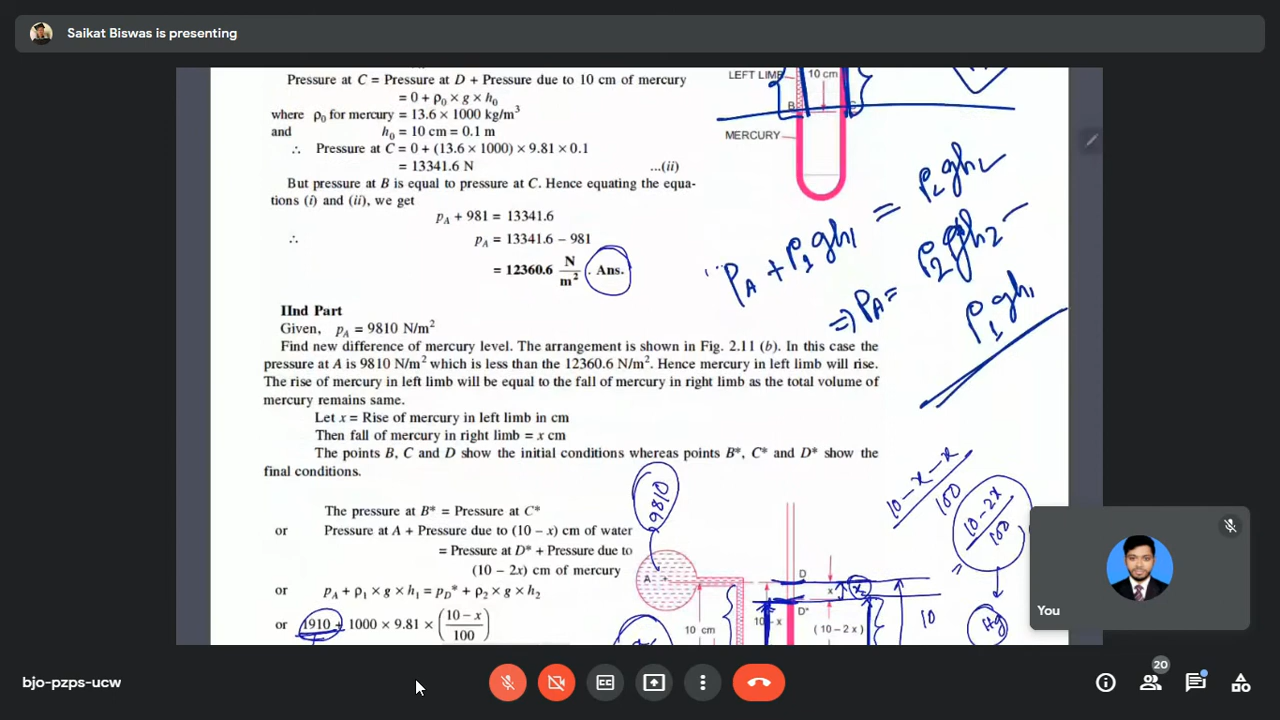 Saikat Biswas is presenting
Pressure at C = Pressure at D + Pressure due to 10 cm of mercury
= 0 + ρ₀ × g × h₀
where ρ₀ for mercury = 13.6 × 1000 kg/m³
and h₀ = 10 cm = 0.1 m
∴ Pressure at C = 0 + (13.6 × 1000) × 9.81 × 0.1
= 13341.6 N ...(ii)
But pressure at B is equal to pressure at C. Hence equating the equa-
tions (i) and (ii), we get
p_A + 981 = 13341.6
∴ p_A = 13341.6 – 981
= 12360.6 N/m². Ans.
LEFT LIMB
10 cm
B
MERCURY
P_A + ρ₁gh₁ = ρ₂gh₂
⇒ P_A = ρ₂gh₂ –
ρ₁gh₁
IInd Part
Given, p_A = 9810 N/m²
Find new difference of mercury level. The arrangement is shown in Fig. 2.11 (b). In this case the
pressure at A is 9810 N/m² which is less than the 12360.6 N/m². Hence mercury in left limb will rise.
The rise of mercury in left limb will be equal to the fall of mercury in right limb as the total volume of
mercury remains same.
Let x = Rise of mercury in left limb in cm
Then fall of mercury in right limb = x cm
The points B, C and D show the initial conditions whereas points B*, C* and D* show the
final conditions.
The pressure at B* = Pressure at C*
or Pressure at A + Pressure due to (10 – x) cm of water
= Pressure at D* + Pressure due to
(10 – 2x) cm of mercury
or p_A + ρ₁ × g × h₁ = p_D* + ρ₂ × g × h₂
or 1910 + 1000 × 9.81 × (10 – x / 100)
9810
10-x-x / 100
10-2x / 100
Hg
A
D
x
D*
10 – x
(10 – 2x)
10
10 cm
You
bjo-pzps-ucw
CC
20